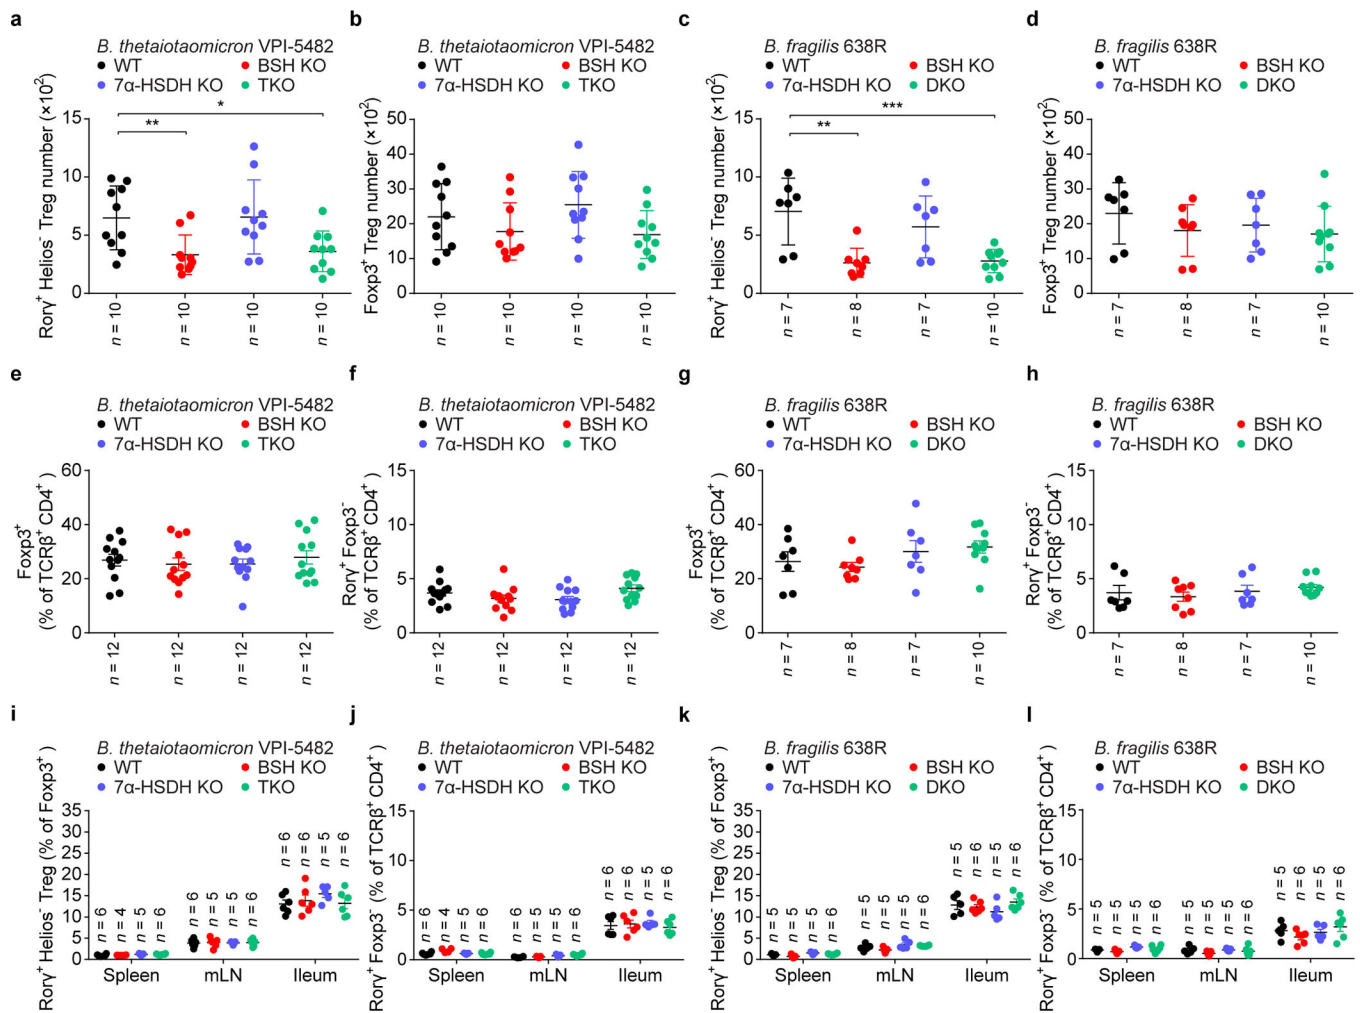 a
B. thetaiotaomicron VPI-5482
WT
BSH KO
7α-HSDH KO
TKO
Rorγ⁺ Helios⁻ Treg number (×10²)
15
10
5
0
**
*
n = 10
n = 10
n = 10
n = 10
b
B. thetaiotaomicron VPI-5482
WT
BSH KO
7α-HSDH KO
TKO
Foxp3⁺ Treg number (×10²)
50
40
30
20
10
0
n = 10
n = 10
n = 10
n = 10
c
B. fragilis 638R
WT
BSH KO
7α-HSDH KO
DKO
Rorγ⁺ Helios⁻ Treg number (×10²)
15
10
5
0
**
***
n = 7
n = 8
n = 7
n = 10
d
B. fragilis 638R
WT
BSH KO
7α-HSDH KO
DKO
Foxp3⁺ Treg number (×10²)
50
40
30
20
10
0
n = 7
n = 8
n = 7
n = 10
e
B. thetaiotaomicron VPI-5482
WT
BSH KO
7α-HSDH KO
TKO
Foxp3⁺
(% of TCRβ⁺ CD4⁺)
60
40
20
0
n = 12
n = 12
n = 12
n = 12
f
B. thetaiotaomicron VPI-5482
WT
BSH KO
7α-HSDH KO
TKO
Rorγ⁺ Foxp3⁻
(% of TCRβ⁺ CD4⁺)
15
10
5
0
n = 12
n = 12
n = 12
n = 12
g
B. fragilis 638R
WT
BSH KO
7α-HSDH KO
DKO
Foxp3⁺
(% of TCRβ⁺ CD4⁺)
60
40
20
0
n = 7
n = 8
n = 7
n = 10
h
B. fragilis 638R
WT
BSH KO
7α-HSDH KO
DKO
Rorγ⁺ Foxp3⁻
(% of TCRβ⁺ CD4⁺)
15
10
5
0
n = 7
n = 8
n = 7
n = 10
i
B. thetaiotaomicron VPI-5482
WT
BSH KO
7α-HSDH KO
TKO
Rorγ⁺ Helios⁻ Treg (% of Foxp3⁺)
35
30
25
20
15
10
5
0
n = 6
n = 4
n = 5
n = 6
n = 6
n = 5
n = 5
n = 6
n = 6
n = 6
n = 5
n = 6
Spleen
mLN
Ileum
j
B. thetaiotaomicron VPI-5482
WT
BSH KO
7α-HSDH KO
TKO
Rorγ⁺ Foxp3⁻ (% of TCRβ⁺ CD4⁺)
15
10
5
0
n = 6
n = 4
n = 5
n = 6
n = 6
n = 5
n = 5
n = 6
n = 6
n = 6
n = 5
n = 6
Spleen
mLN
Ileum
k
B. fragilis 638R
WT
BSH KO
7α-HSDH KO
DKO
Rorγ⁺ Helios⁻ Treg (% of Foxp3⁺)
35
30
25
20
15
10
5
0
n = 5
n = 5
n = 5
n = 6
n = 5
n = 5
n = 5
n = 6
n = 5
n = 6
n = 5
n = 6
Spleen
mLN
Ileum
l
B. fragilis 638R
WT
BSH KO
7α-HSDH KO
DKO
Rorγ⁺ Foxp3⁻ (% of TCRβ⁺ CD4⁺)
15
10
5
0
n = 5
n = 5
n = 5
n = 6
n = 5
n = 5
n = 5
n = 6
n = 5
n = 6
n = 5
n = 6
Spleen
mLN
Ileum